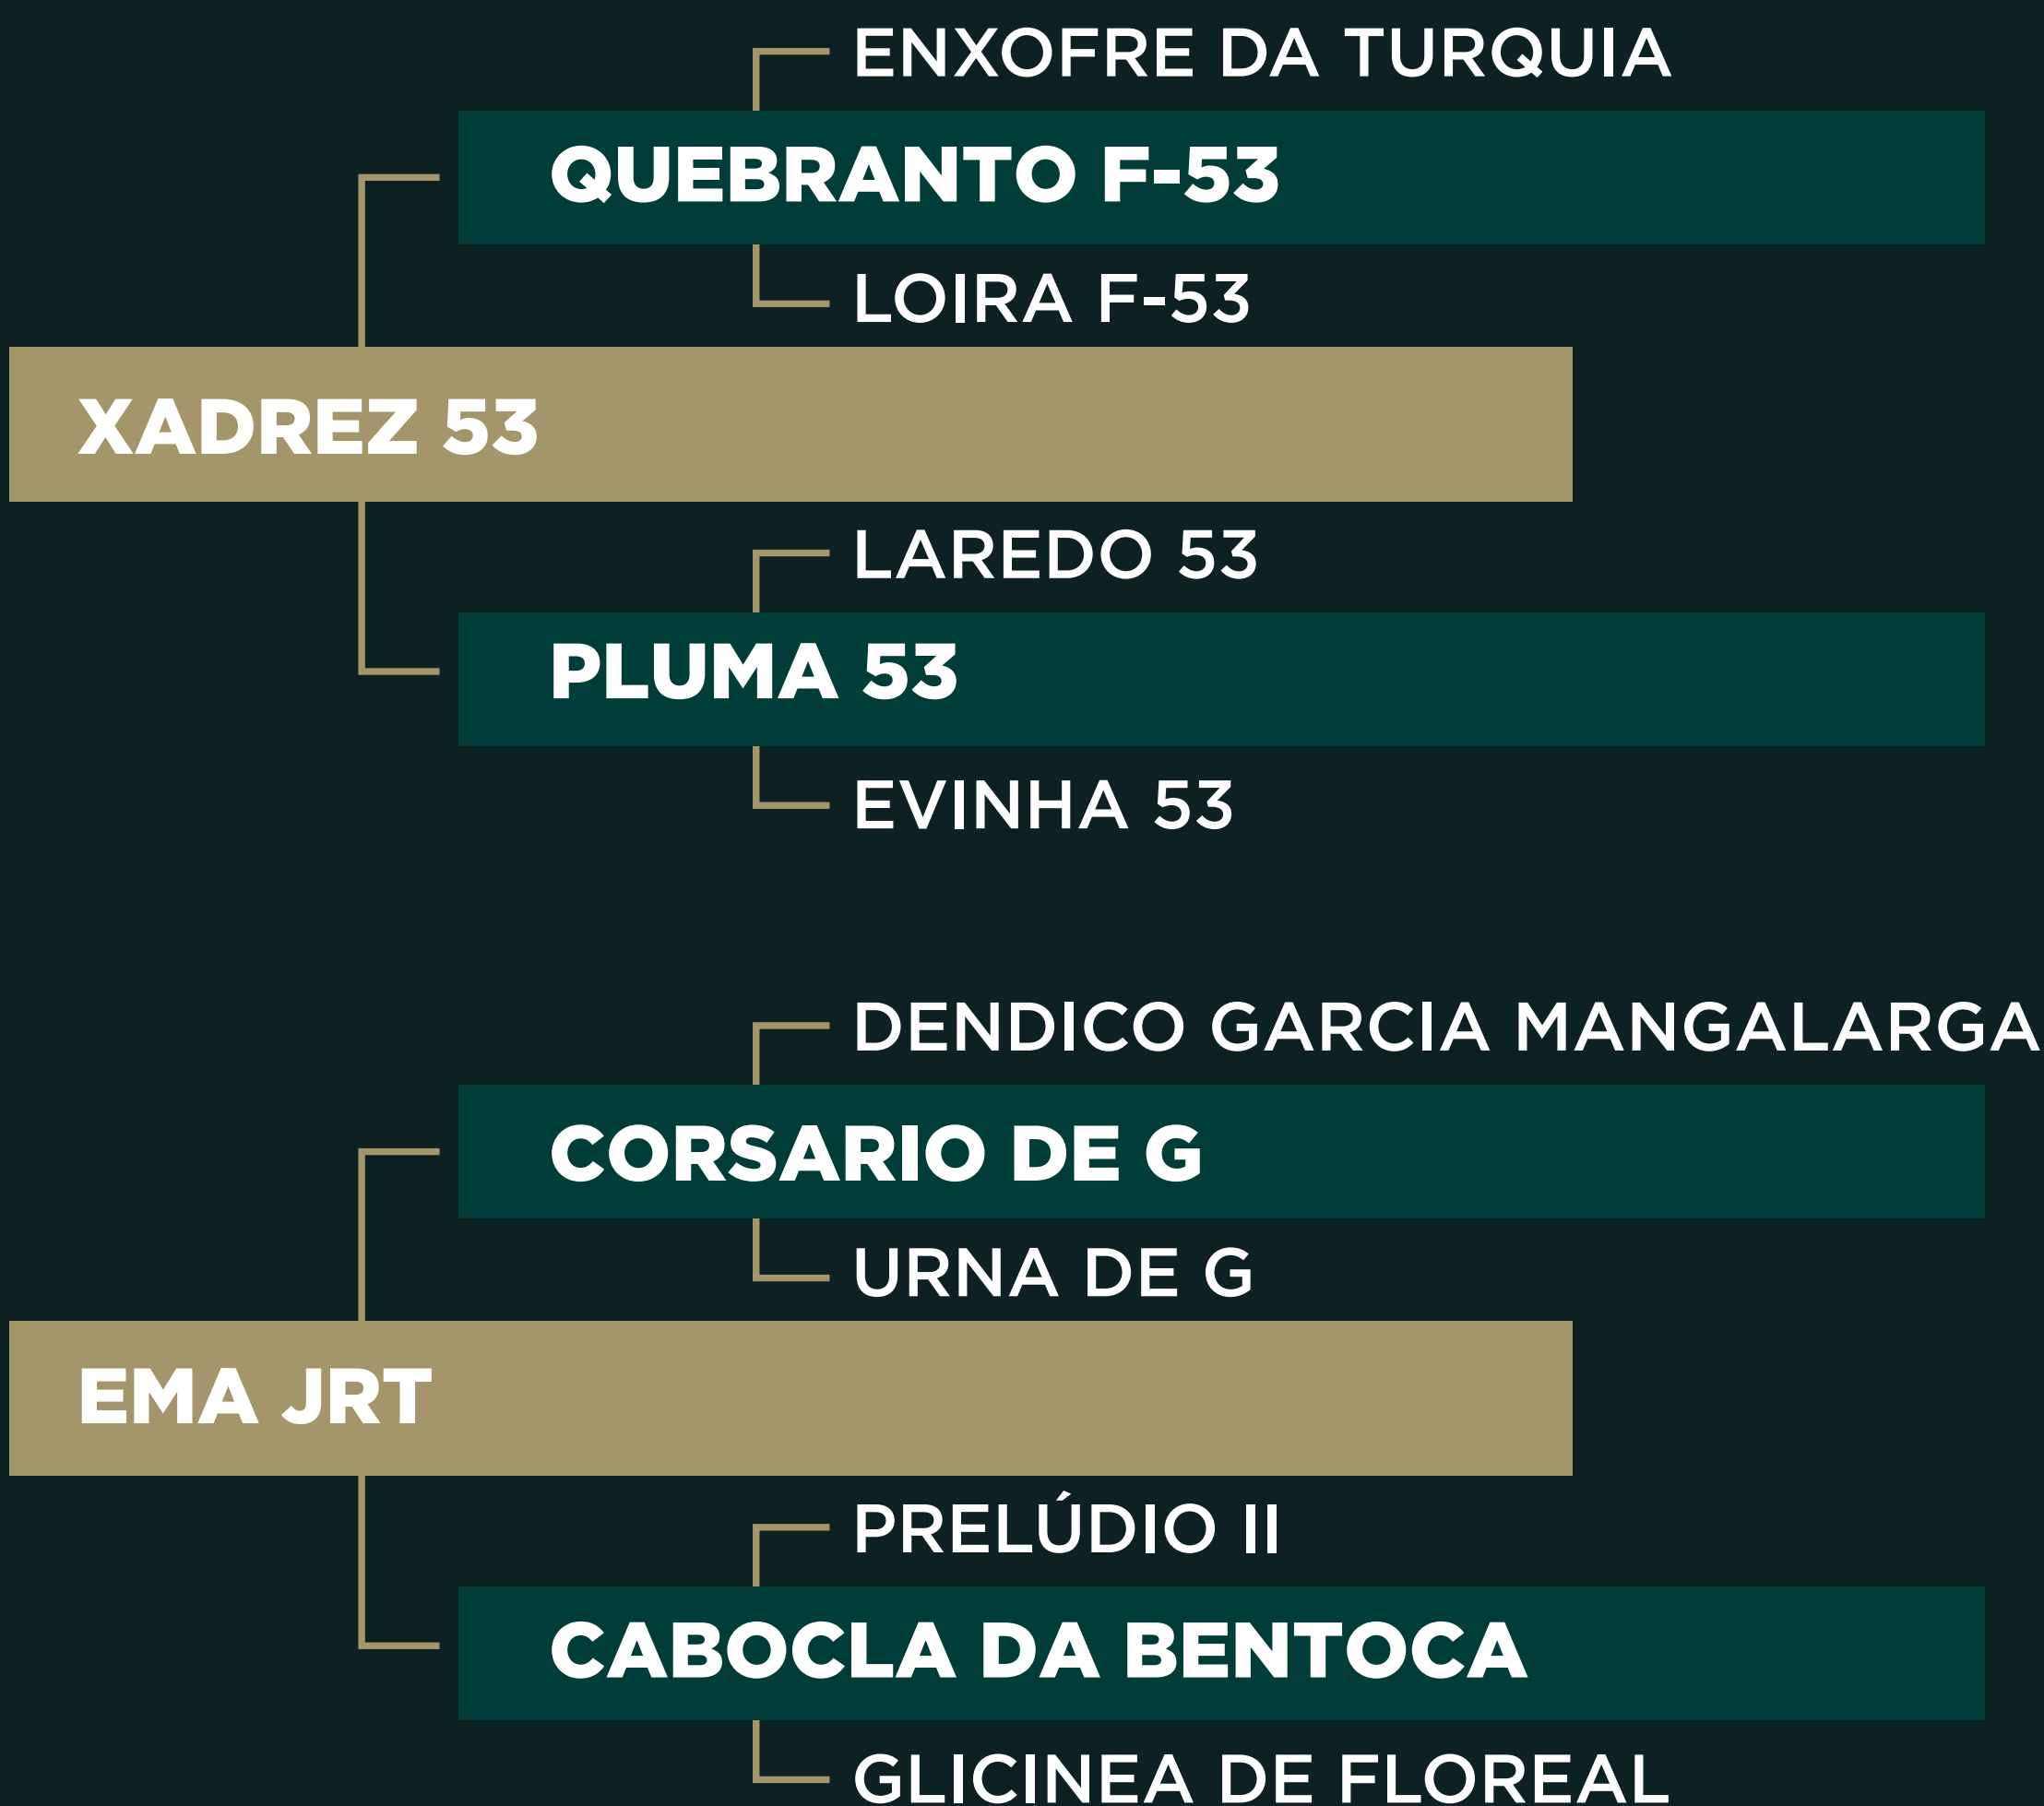 ENXOFRE DA TURQUIA
QUEBRANTO F-53
LOIRA F-53
XADREZ 53
LAREDO 53
PLUMA 53
EVINHA 53
DENDICO GARCIA MANGALARGA
CORSARIO DE G
URNA DE G
EMA JRT
PRELÚDIO II
CABOCLA DA BENTOCA
GLICINEA DE FLOREAL